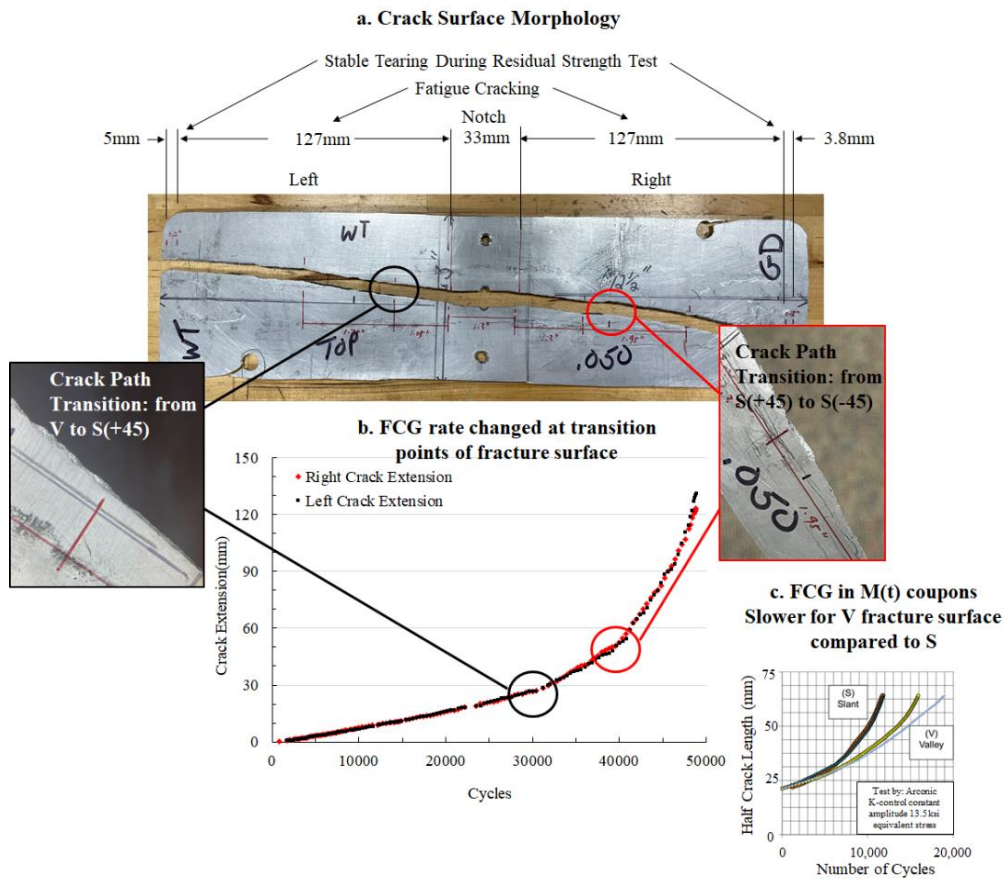 a. Crack Surface Morphology
Stable Tearing During Residual Strength Test
Fatigue Cracking
Notch
5mm
127mm
33mm
127mm
3.8mm
Left
Right
WT
GD
WT
TOP
.050
Crack Path
Transition: from
V to S(+45)
Crack Path
Transition: from
S(+45) to S(-45)
.050
1.95"
b. FCG rate changed at transition
points of fracture surface
Right Crack Extension
Left Crack Extension
150
120
90
60
30
0
Crack Extension(mm)
0
10000
20000
30000
40000
50000
Cycles
c. FCG in M(t) coupons
Slower for V fracture surface
compared to S
75
50
25
0
Half Crack Length (mm)
(S)
Slant
(V)
Valley
Test by: Arconic
K-control constant
amplitude 13.5 ksi
equivalent stress
0
10,000
20,000
Number of Cycles